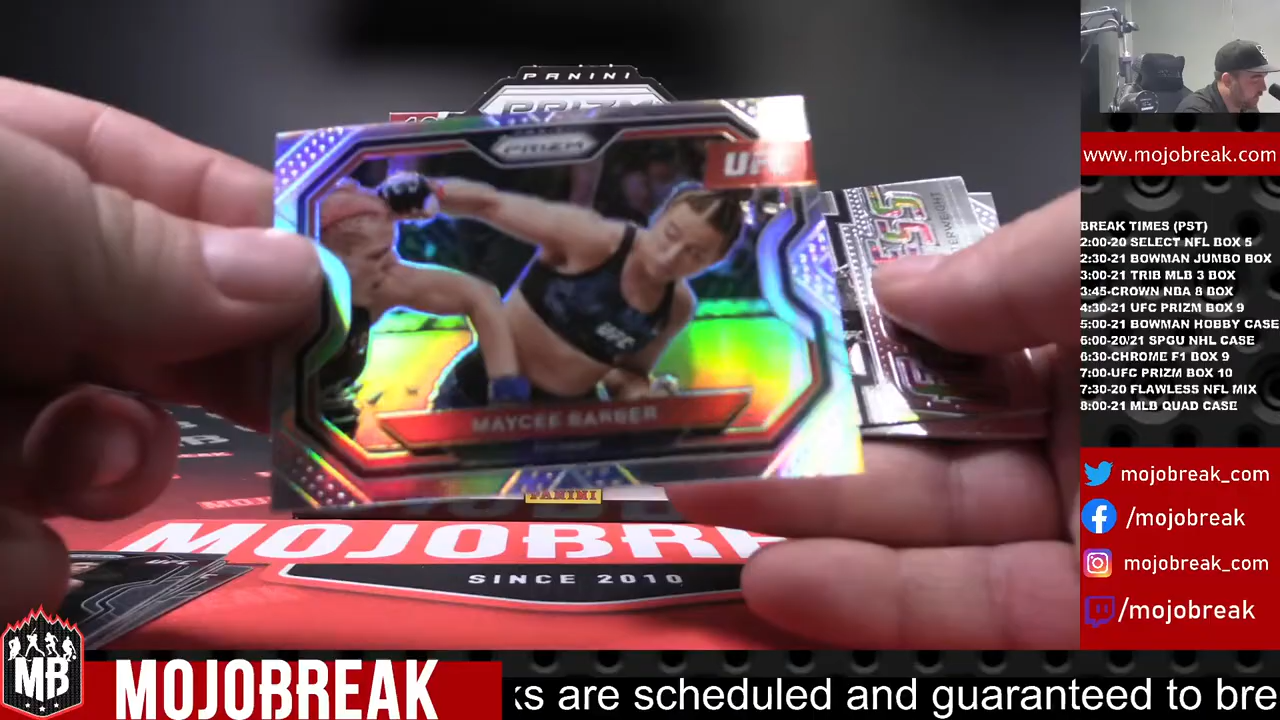 PANINI
PRIZM
PRIZM
UFC
UFC
MAYCEE BARBER
PANINI
MOJOBRE
SINCE 2010
www.mojobreak.com
BREAK TIMES (PST)
2:00-20 SELECT NFL BOX 5
2:30-21 BOWMAN JUMBO BOX
3:00-21 TRIB MLB 3 BOX
3:45-CROWN NBA 8 BOX
4:30-21 UFC PRIZM BOX 9
5:00-21 BOWMAN HOBBY CASE
6:00-20/21 SPGU NHL CASE
6:30-CHROME F1 BOX 9
7:00-UFC PRIZM BOX 10
7:30-20 FLAWLESS NFL MIX
8:00-21 MLB QUAD CASE
mojobreak_com
/mojobreak
mojobreak_com
/mojobreak
MB
MOJOBREAK
ks are scheduled and guaranteed to bre